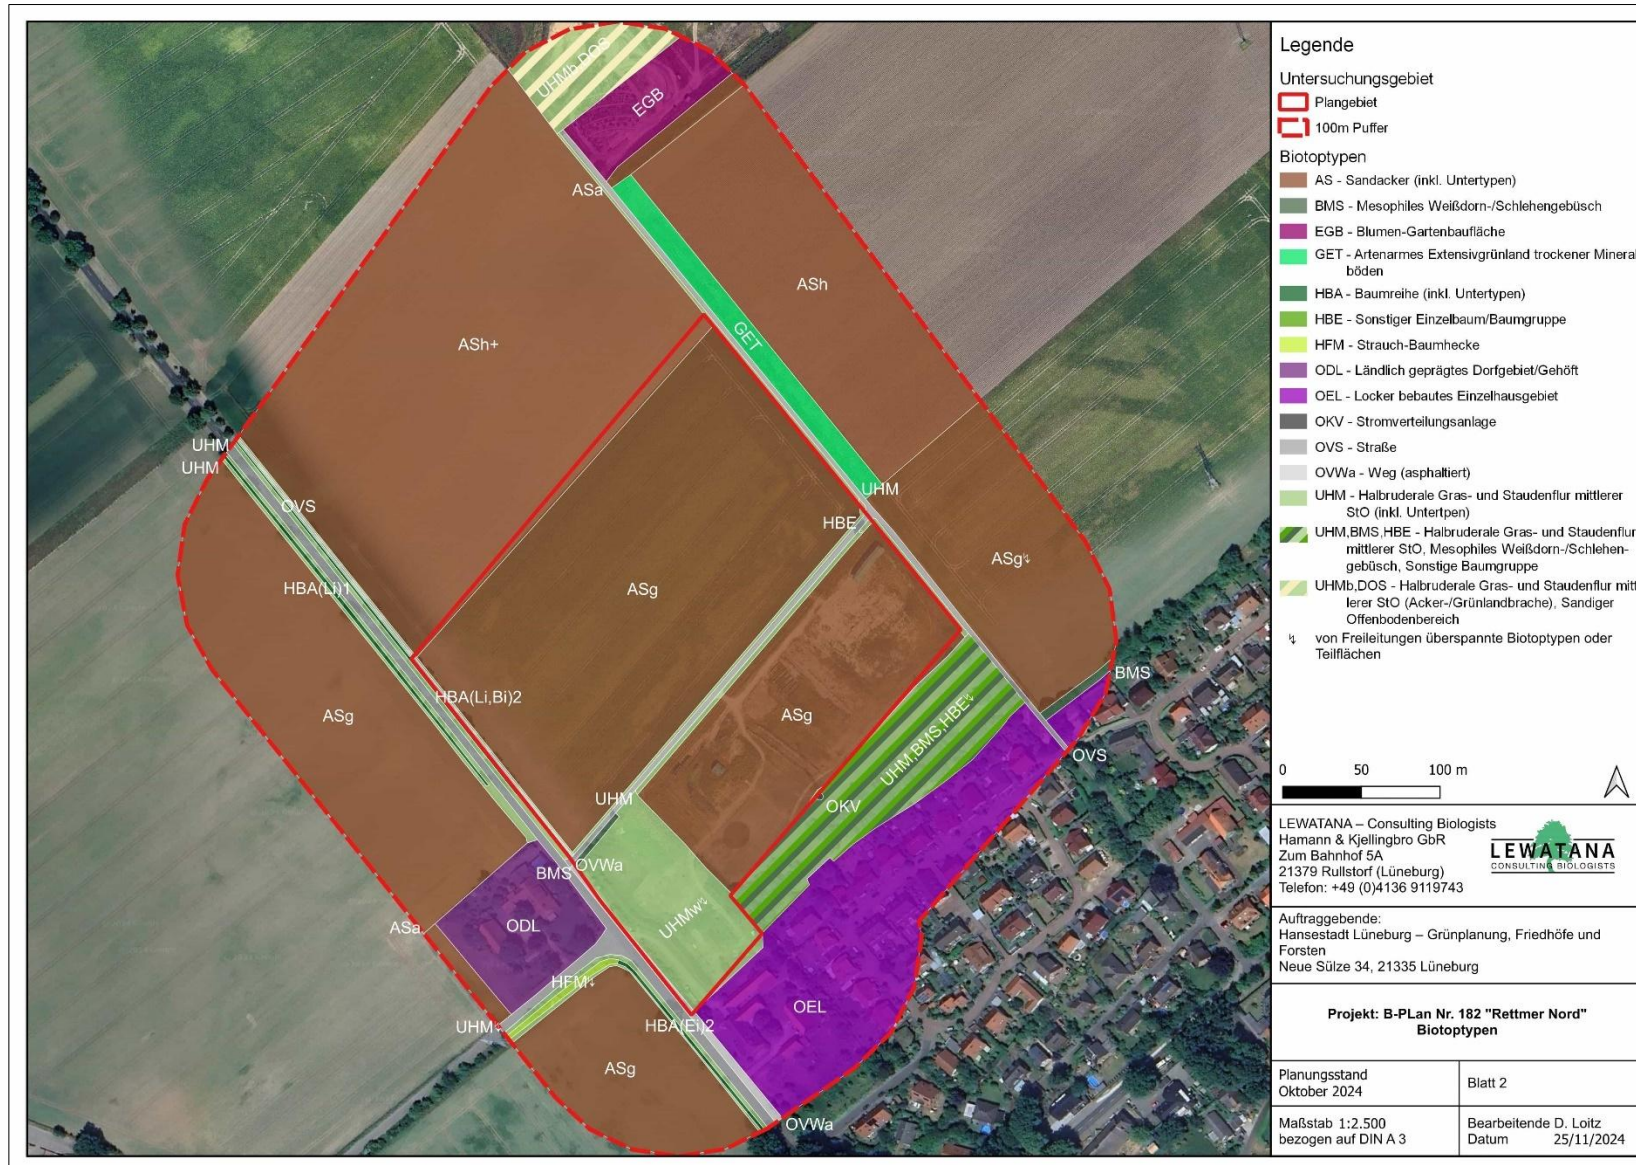 UHMb,DOS
EGB
ASa
ASh
GET
ASh+
UHM
UHM
UHM
OVS
HBE
ASg↯
HBA(Li)1
ASg
BMS
HBA(Li,Bi)2
ASg
ASg
UHM,BMS,HBE↯
OVS
UHM
OKV
BMS
OVWa
UHMw↯
ASa
ODL
HFM↯
OEL
UHM↯
HBA(Ei)2
ASg
OVWa
Legende
Untersuchungsgebiet
Plangebiet
100m Puffer
Biotoptypen
AS - Sandacker (inkl. Untertypen)
BMS - Mesophiles Weißdorn-/Schlehengebüsch
EGB - Blumen-Gartenbaufläche
GET - Artenarmes Extensivgrünland trockener Mineral
böden
HBA - Baumreihe (inkl. Untertypen)
HBE - Sonstiger Einzelbaum/Baumgruppe
HFM - Strauch-Baumhecke
ODL - Ländlich geprägtes Dorfgebiet/Gehöft
OEL - Locker bebautes Einzelhausgebiet
OKV - Stromverteilungsanlage
OVS - Straße
OVWa - Weg (asphaltiert)
UHM - Halbruderale Gras- und Staudenflur mittlerer
StO (inkl. Untertpen)
UHM,BMS,HBE - Halbruderale Gras- und Staudenflur
mittlerer StO, Mesophiles Weißdorn-/Schlehen-
gebüsch, Sonstige Baumgruppe
UHMb,DOS - Halbruderale Gras- und Staudenflur mitt
lerer StO (Acker-/Grünlandbrache), Sandiger
Offenbodenbereich
↯ von Freileitungen überspannte Biotoptypen oder
Teilflächen
0 50 100 m
LEWATANA – Consulting Biologists
Hamann & Kjellingbro GbR
Zum Bahnhof 5A
21379 Rullstorf (Lüneburg)
Telefon: +49 (0)4136 9119743
LEWATANA
CONSULTING BIOLOGISTS
Auftraggebende:
Hansestadt Lüneburg – Grünplanung, Friedhöfe und
Forsten
Neue Sülze 34, 21335 Lüneburg
Projekt: B-PLan Nr. 182 "Rettmer Nord"
Biotoptypen
Planungsstand
Oktober 2024
Blatt 2
Maßstab 1:2.500
bezogen auf DIN A 3
Bearbeitende D. Loitz
Datum 25/11/2024